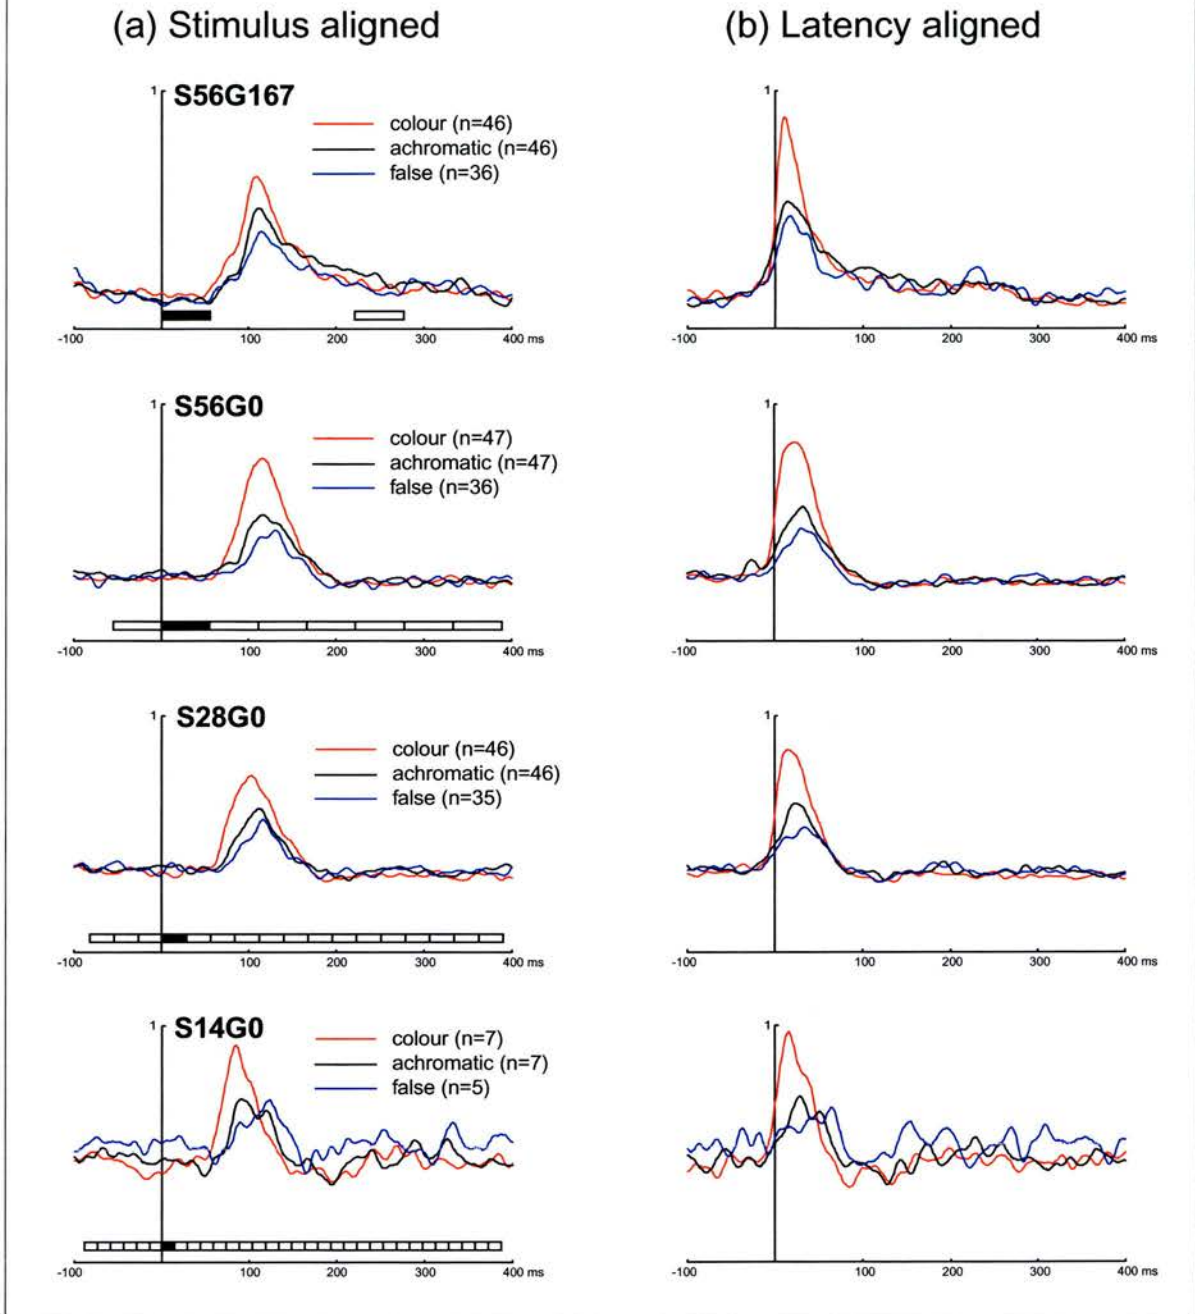 (a) Stimulus aligned
(b) Latency aligned
1
S56G167
colour (n=46)
achromatic (n=46)
false (n=36)
-100
100
200
300
400 ms
1
-100
100
200
300
400 ms
1
S56G0
colour (n=47)
achromatic (n=47)
false (n=36)
-100
100
200
300
400 ms
1
-100
100
200
300
400 ms
1
S28G0
colour (n=46)
achromatic (n=46)
false (n=35)
-100
100
200
300
400 ms
1
-100
100
200
300
400 ms
1
S14G0
colour (n=7)
achromatic (n=7)
false (n=5)
-100
100
200
300
400 ms
1
-100
100
200
300
400 ms